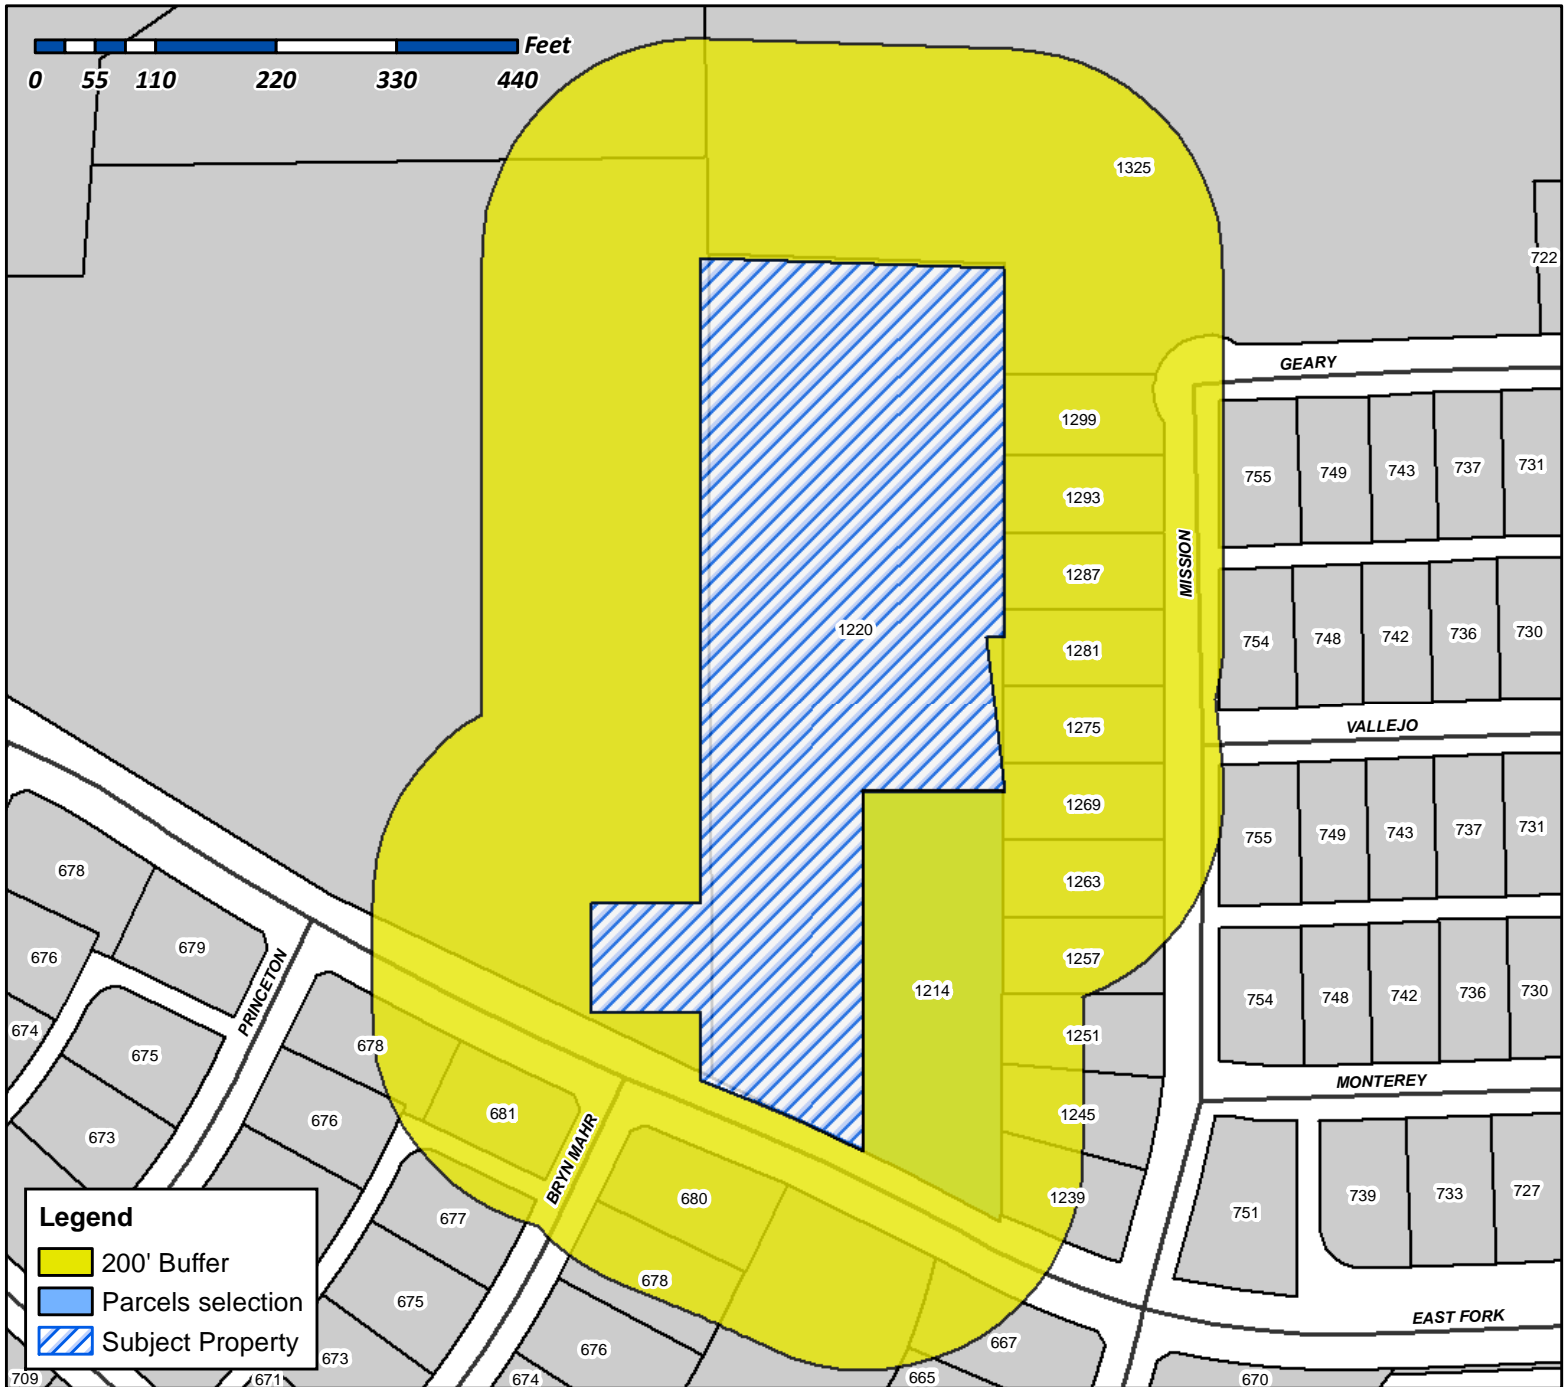 Feet
0 55 110 220 330 440
1325
722
GEARY
1299
755 749 743 737 731
1293
MISSION
1287
1220
1281
754 748 742 736 730
1275
VALLEJO
1269
755 749 743 737 731
678
1263
679
676
PRINCETON
1257
1214
754 748 742 736 730
674
675
678
1251
MONTEREY
673
676
681
BRYN MAHR
1245
680
1239
751
739 733 727
677
678
675
EAST FORK
676
667
673
709
671
674
665
670
Legend
200' Buffer
Parcels selection
Subject Property